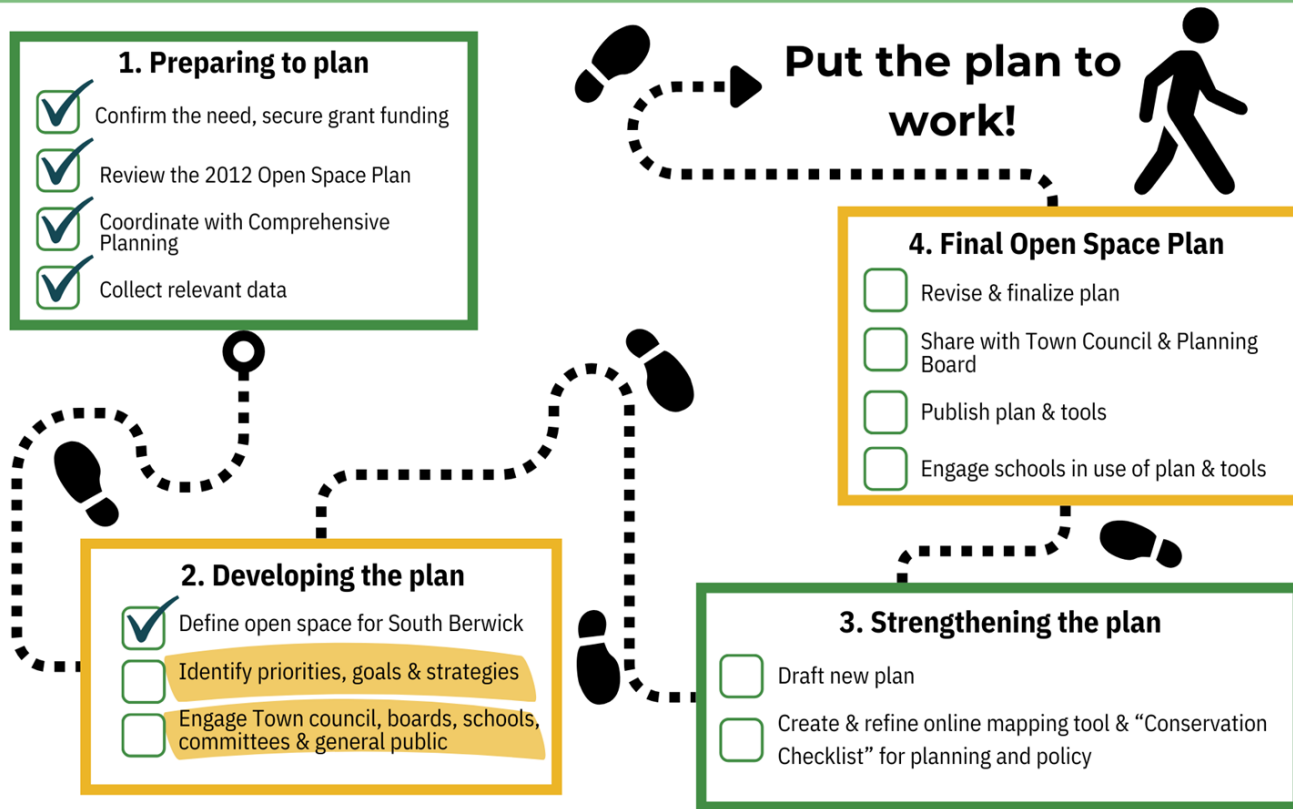 1. Preparing to plan
Confirm the need, secure grant funding
Review the 2012 Open Space Plan
Coordinate with Comprehensive
Planning
Collect relevant data
2. Developing the plan
Define open space for South Berwick
Identify priorities, goals & strategies
Engage Town council, boards, schools,
committees & general public
3. Strengthening the plan
Draft new plan
Create & refine online mapping tool & “Conservation
Checklist” for planning and policy
4. Final Open Space Plan
Revise & finalize plan
Share with Town Council & Planning
Board
Publish plan & tools
Engage schools in use of plan & tools
Put the plan to
work!